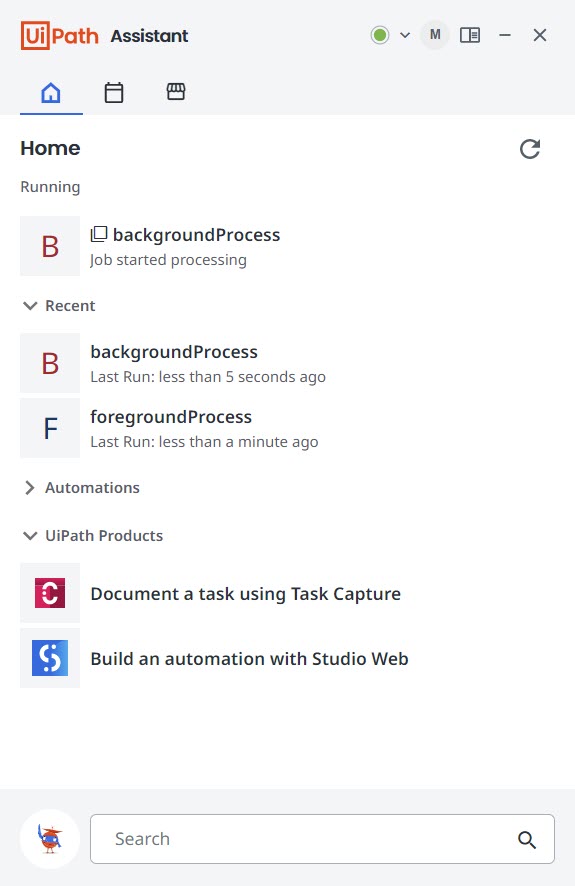 UiPath Assistant
M
Home
Running
B
backgroundProcess
Job started processing
Recent
B
backgroundProcess
Last Run: less than 5 seconds ago
F
foregroundProcess
Last Run: less than a minute ago
Automations
UiPath Products
Document a task using Task Capture
Build an automation with Studio Web
Search